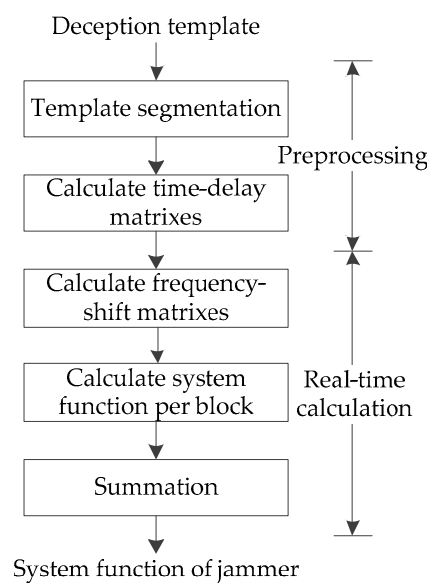 Deception template
Template segmentation
Preprocessing
Calculate time-delay
matrixes
Calculate frequency-
shift matrixes
Calculate system
function per block
Real-time
calculation
Summation
System function of jammer